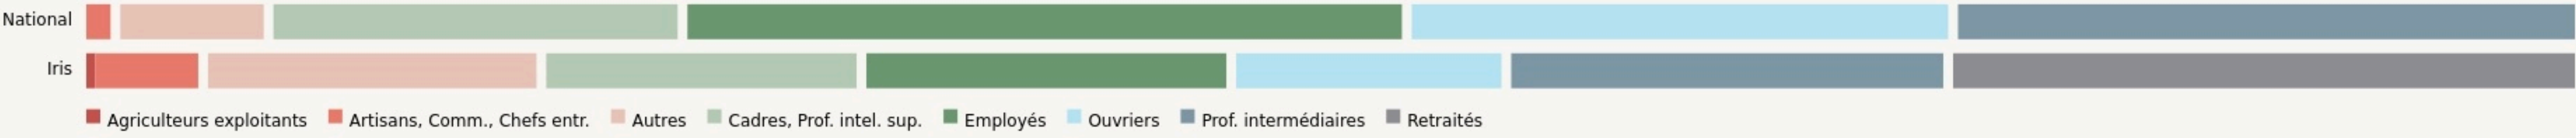 National
Iris
Agriculteurs exploitants Artisans, Comm., Chefs entr. Autres Cadres, Prof. intel. sup. Employés Ouvriers Prof. intermédiaires Retraités